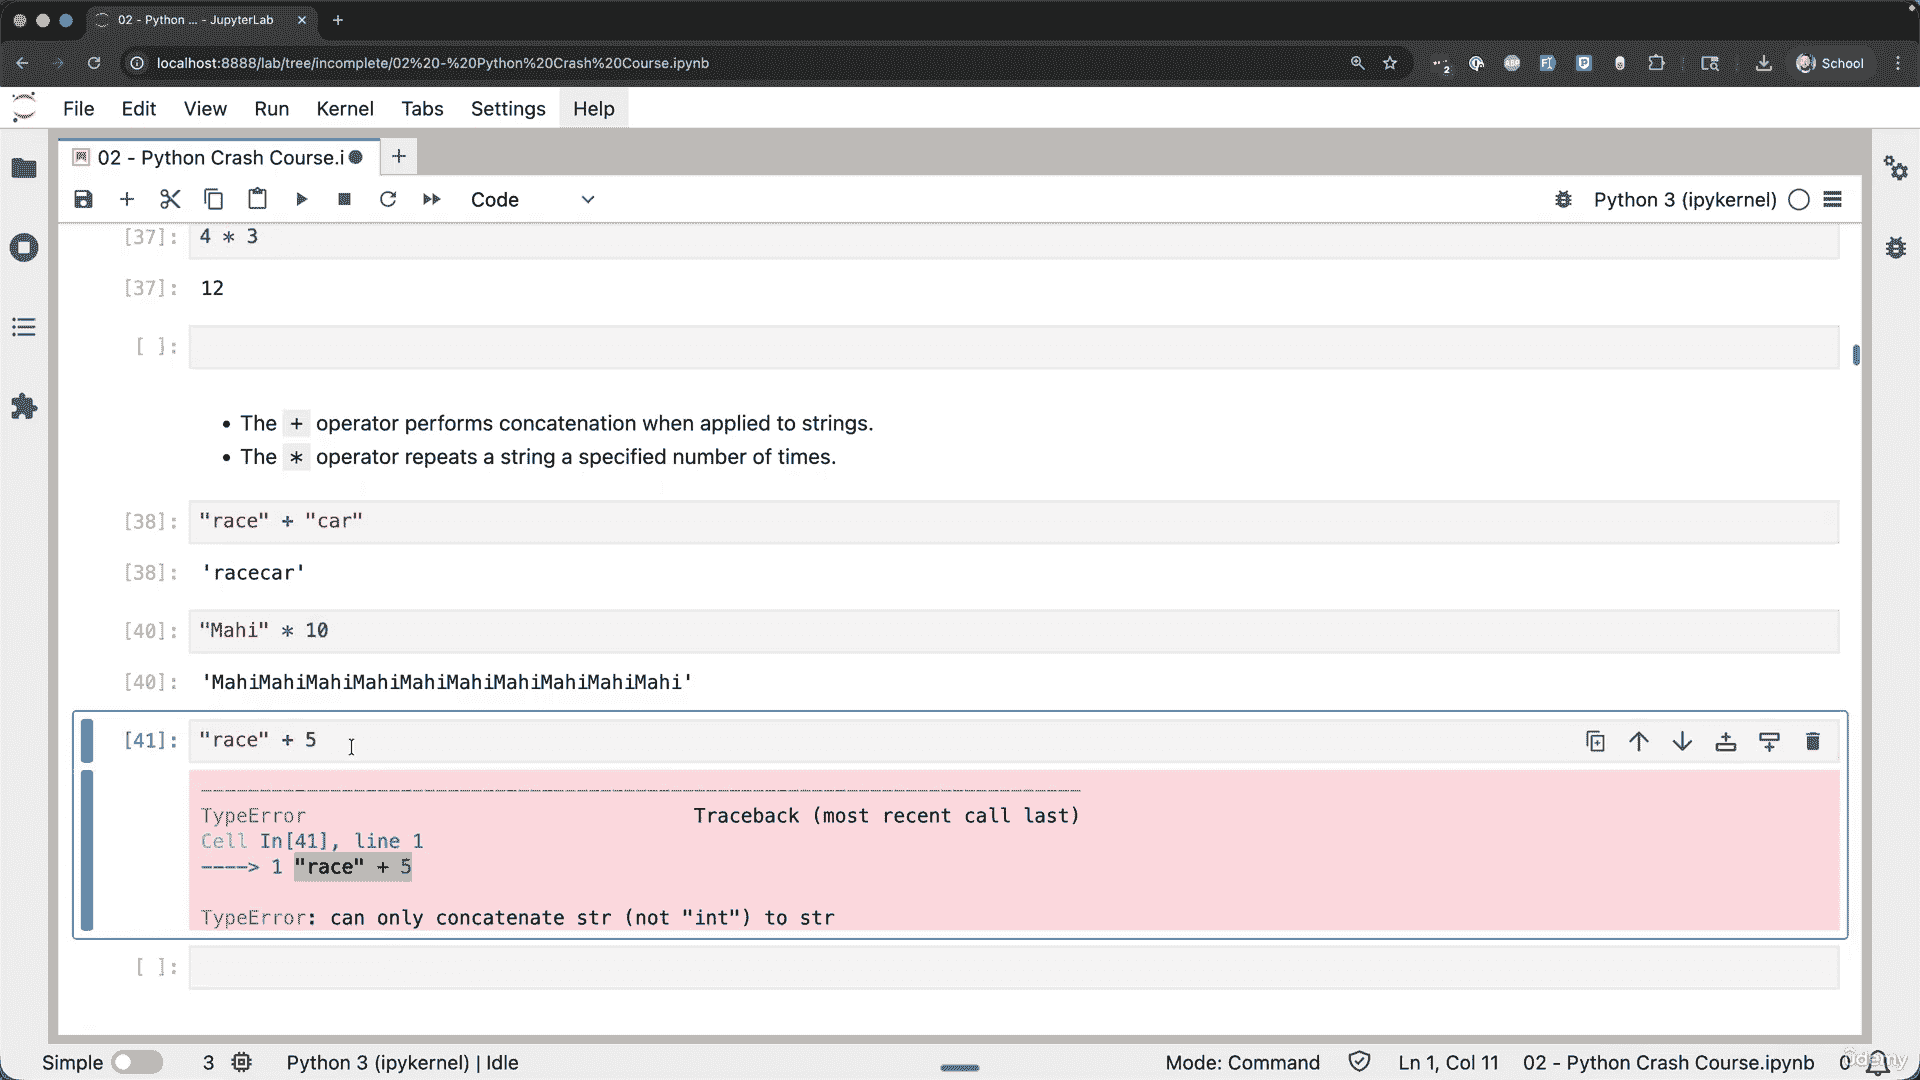 02 - Python ... - JupyterLab
localhost:8888/lab/tree/incomplete/02%20-%20Python%20Crash%20Course.ipynb
2
School
File Edit View Run Kernel Tabs Settings Help
02 - Python Crash Course.i
Code
Python 3 (ipykernel)
[37]: 4 * 3
[37]: 12
[ ]:
• The + operator performs concatenation when applied to strings.
• The * operator repeats a string a specified number of times.
[38]: "race" + "car"
[38]: 'racecar'
[40]: "Mahi" * 10
[40]: 'MahiMahiMahiMahiMahiMahiMahiMahiMahiMahi'
[41]: "race" + 5
---------------------------------------------------------------------------
TypeError Traceback (most recent call last)
Cell In[41], line 1
----> 1 "race" + 5
TypeError: can only concatenate str (not "int") to str
[ ]:
Simple 3 Python 3 (ipykernel) | Idle Mode: Command Ln 1, Col 11 02 - Python Crash Course.ipynb 0
udemy